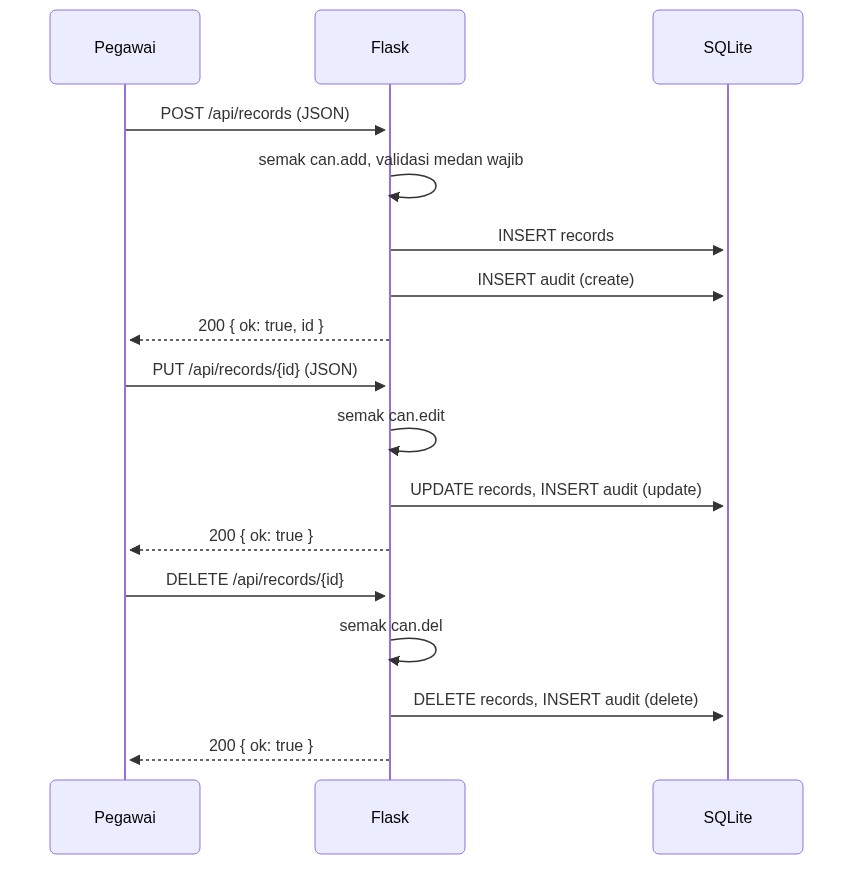 Pegawai
Flask
SQLite
POST /api/records (JSON)
semak can.add, validasi medan wajib
INSERT records
INSERT audit (create)
200 { ok: true, id }
PUT /api/records/{id} (JSON)
semak can.edit
UPDATE records, INSERT audit (update)
200 { ok: true }
DELETE /api/records/{id}
semak can.del
DELETE records, INSERT audit (delete)
200 { ok: true }
Pegawai
Flask
SQLite